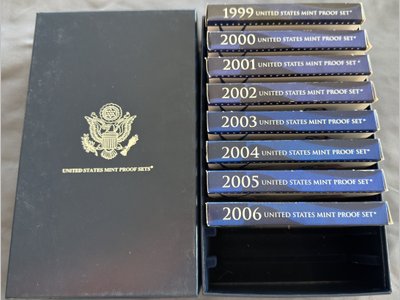 UNITED STATES MINT PROOF SETS®
1999 UNITED STATES MINT PROOF SET®
2000 UNITED STATES MINT PROOF SET®
2001 UNITED STATES MINT PROOF SET®
2002 UNITED STATES MINT PROOF SET®
2003 UNITED STATES MINT PROOF SET®
2004 UNITED STATES MINT PROOF SET®
2005 UNITED STATES MINT PROOF SET®
2006 UNITED STATES MINT PROOF SET®